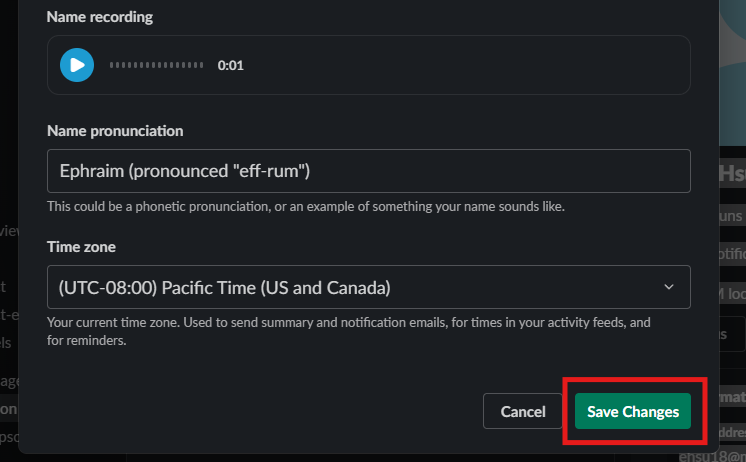 Name recording
0:01
Name pronunciation
Ephraim (pronounced "eff-rum")
This could be a phonetic pronunciation, or an example of something your name sounds like.
Time zone
(UTC-08:00) Pacific Time (US and Canada)
Your current time zone. Used to send summary and notification emails, for times in your activity feeds, and
for reminders.
Cancel
Save Changes